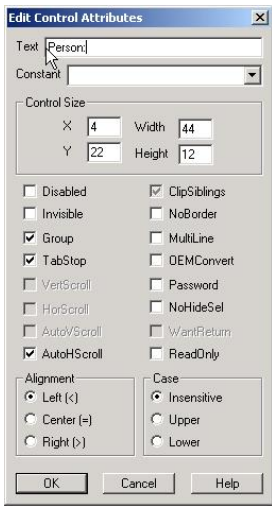 Edit Control Attributes
Text Person:
Constant
Control Size
X 4 Width 44
Y 22 Height 12
Disabled ClipSiblings
Invisible NoBorder
Group MultiLine
TabStop OEMConvert
VertScroll Password
HorScroll NoHideSel
AutoVScroll WantReturn
AutoHScroll ReadOnly
Alignment Case
Left (<) Insensitive
Center (=) Upper
Right (>) Lower
OK Cancel Help